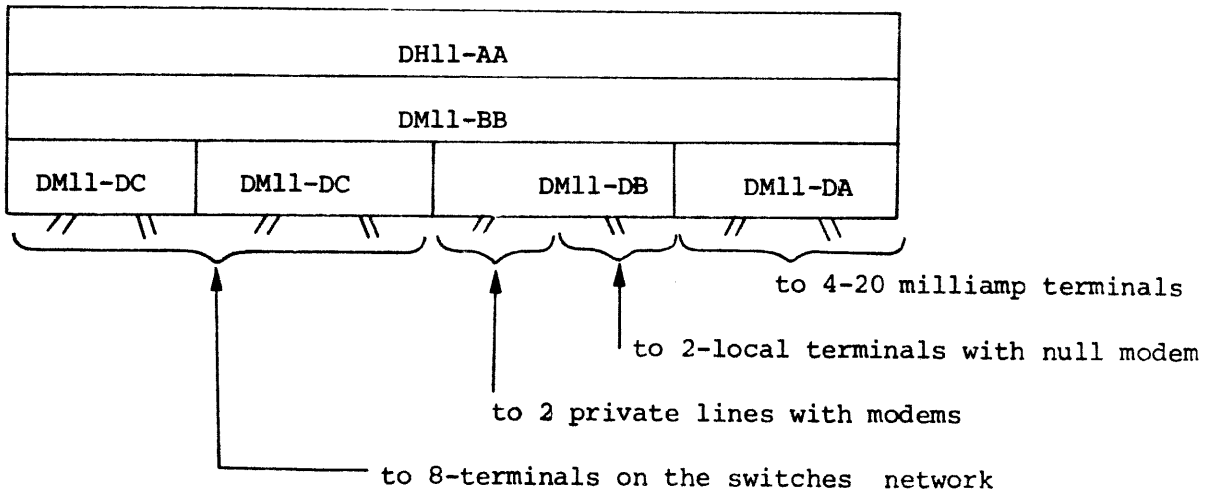 DH11-AA
DM11-BB
DM11-DC DM11-DC DM11-DB DM11-DA
to 4-20 milliamp terminals
to 2-local terminals with null modem
to 2 private lines with modems
to 8-terminals on the switches network